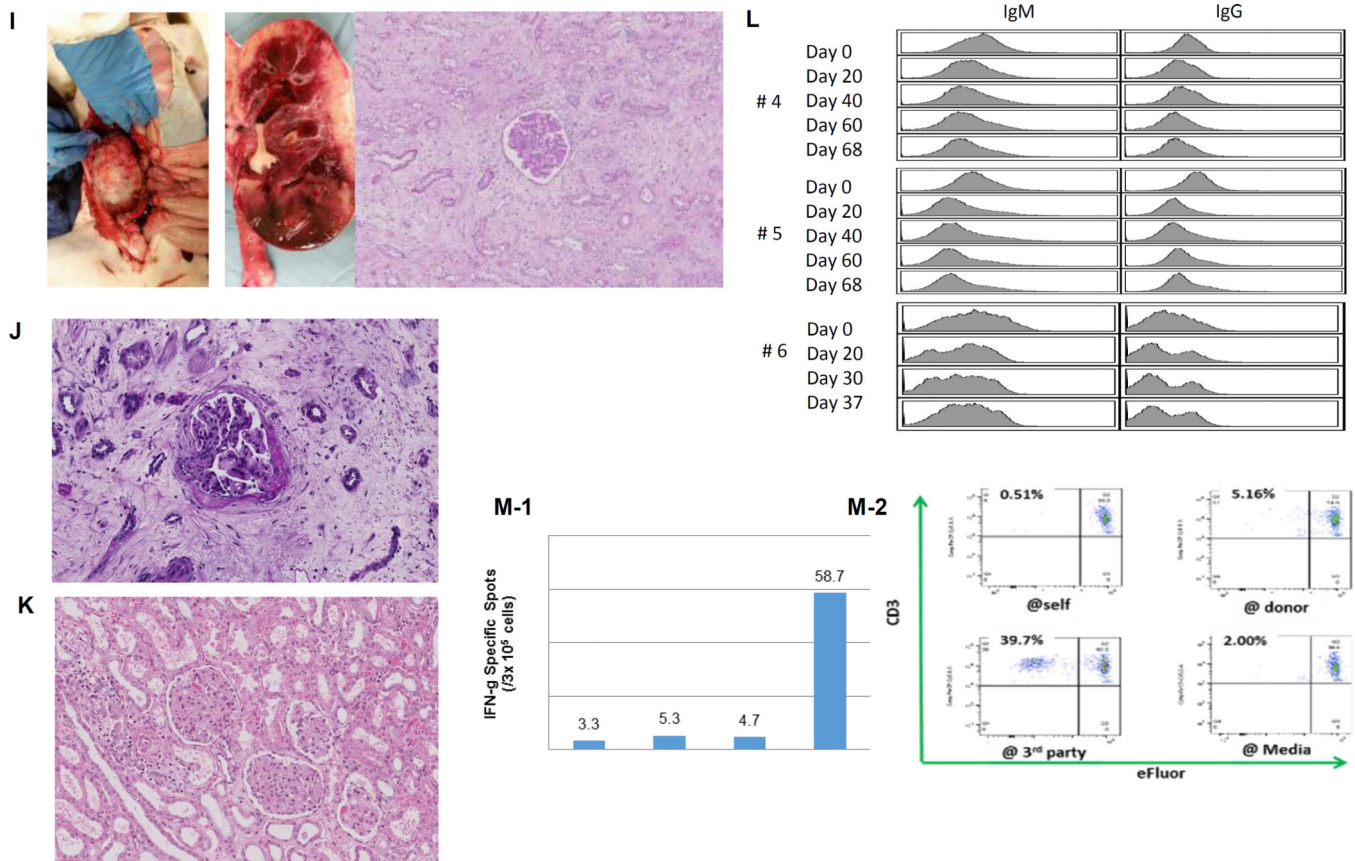 I
J
K
L
IgM
IgG
# 4
Day 0
Day 20
Day 40
Day 60
Day 68
# 5
Day 0
Day 20
Day 40
Day 60
Day 68
# 6
Day 0
Day 20
Day 30
Day 37
M-1
IFN-g Specific Spots
(/3x 10⁵ cells)
3.3
5.3
4.7
58.7
M-2
CD3
0.51%
@self
5.16%
@ donor
39.7%
@ 3rd party
2.00%
@ Media
eFluor